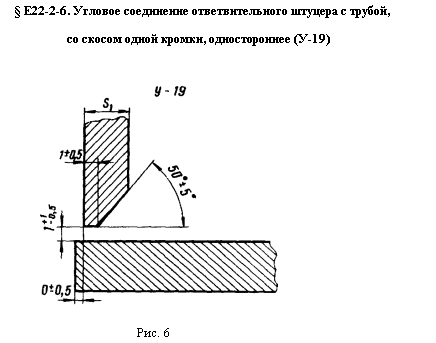 § Е22-2-6. Угловое соединение ответвительного штуцера с трубой,
со скосом одной кромки, одностороннее (У-19)
У - 19
S₁
1±0,5
50°±5°
1⁺¹₋₀,₅
0±0,5
Рис. 6